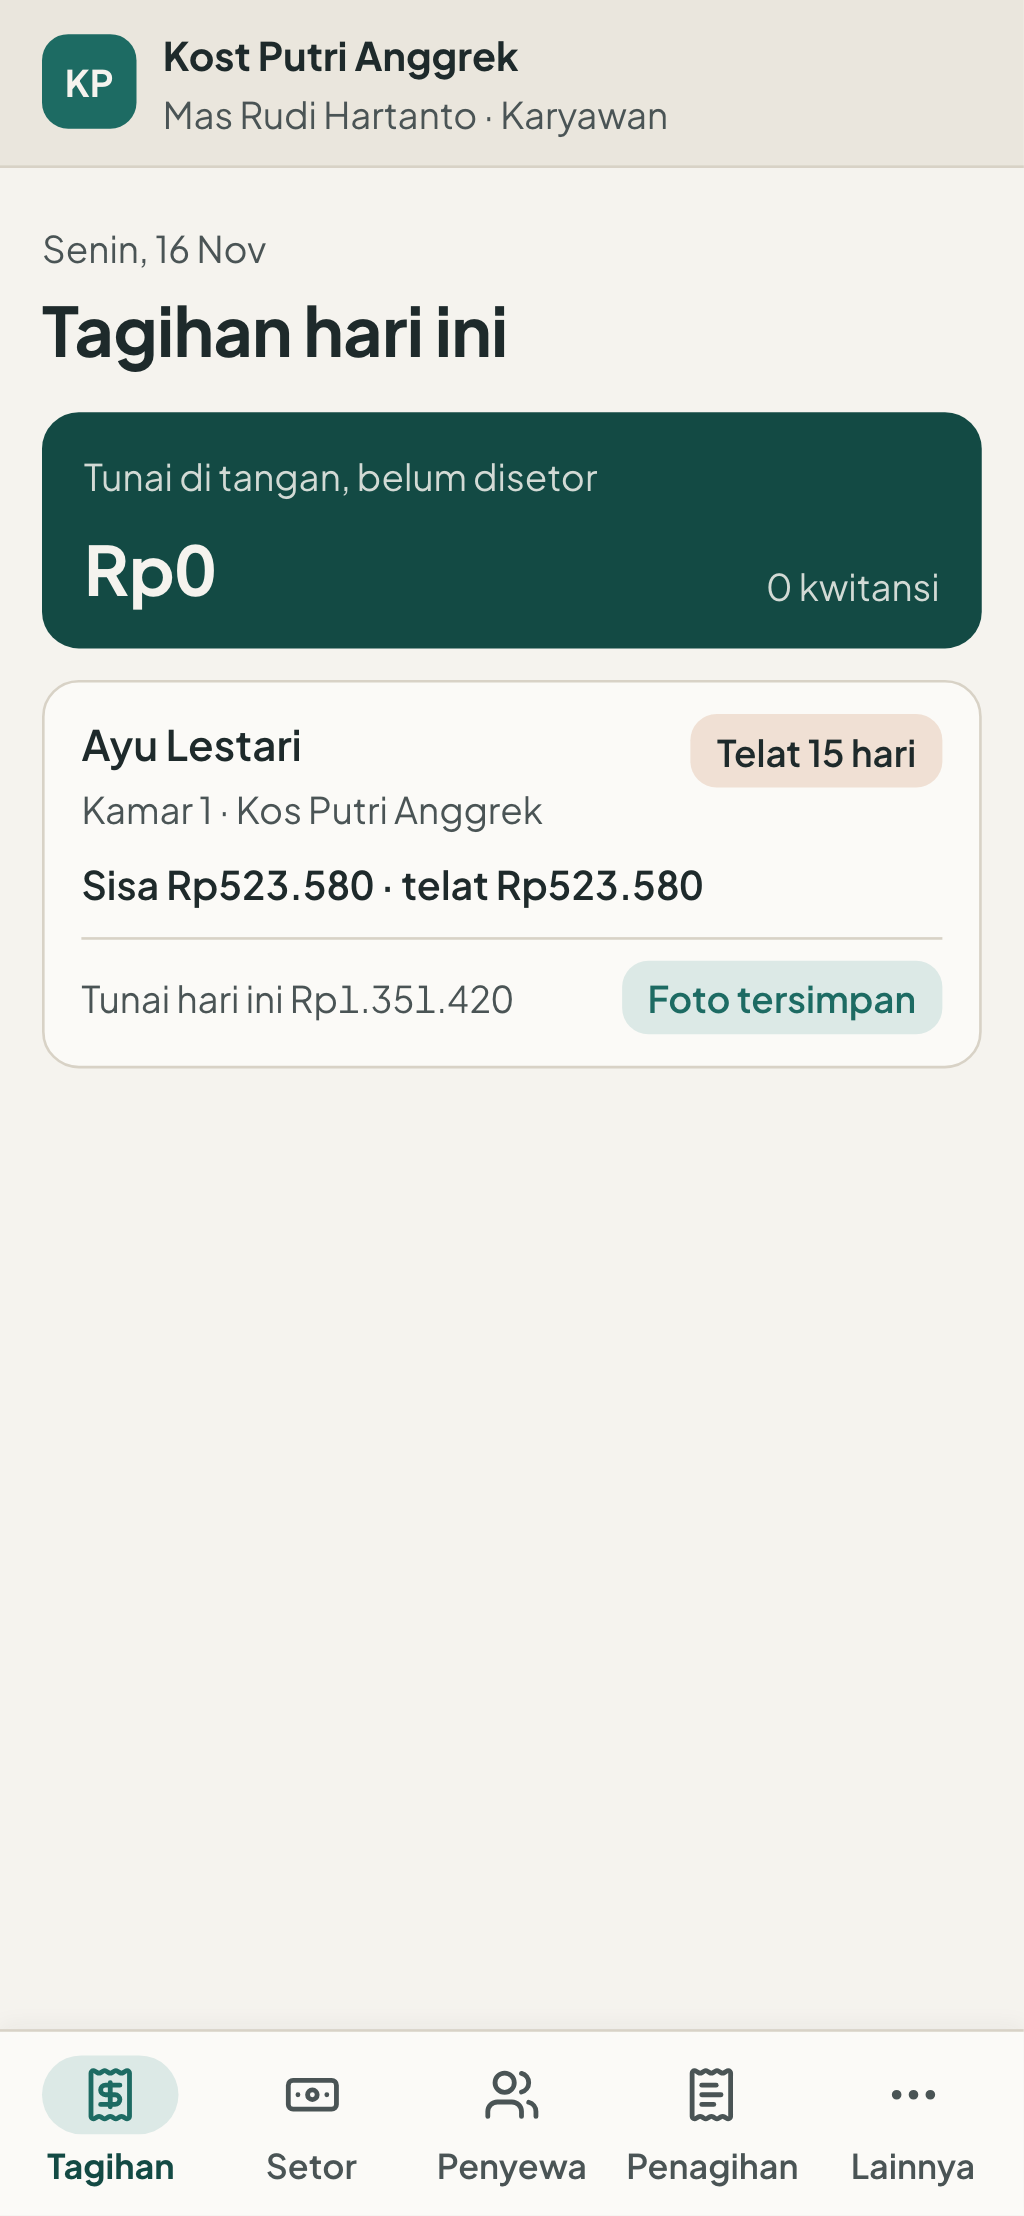 KP
Kost Putri Anggrek
Mas Rudi Hartanto · Karyawan
Senin, 16 Nov
Tagihan hari ini
Tunai di tangan, belum disetor
Rp0
0 kwitansi
Ayu Lestari
Telat 15 hari
Kamar 1 · Kos Putri Anggrek
Sisa Rp523.580 · telat Rp523.580
Tunai hari ini Rp1.351.420
Foto tersimpan
Tagihan
Setor
Penyewa
Penagihan
Lainnya